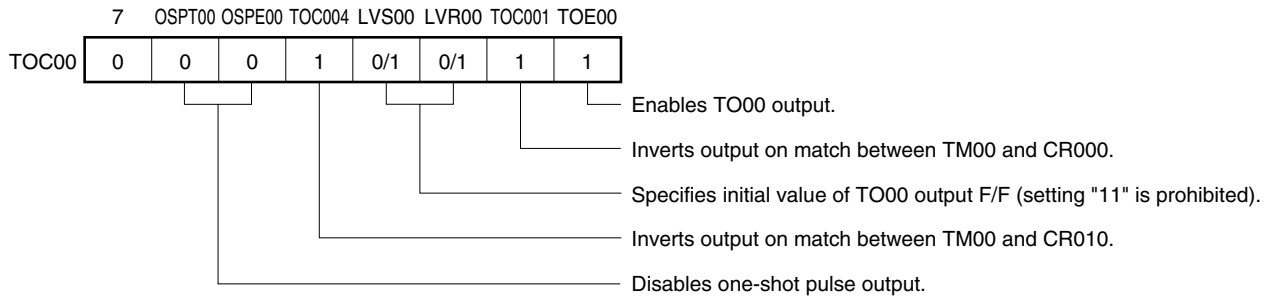 7 OSPT00 OSPE00 TOC004 LVS00 LVR00 TOC001 TOE00
TOC00 0 0 0 1 0/1 0/1 1 1
Enables TO00 output.
Inverts output on match between TM00 and CR000.
Specifies initial value of TO00 output F/F (setting "11" is prohibited).
Inverts output on match between TM00 and CR010.
Disables one-shot pulse output.